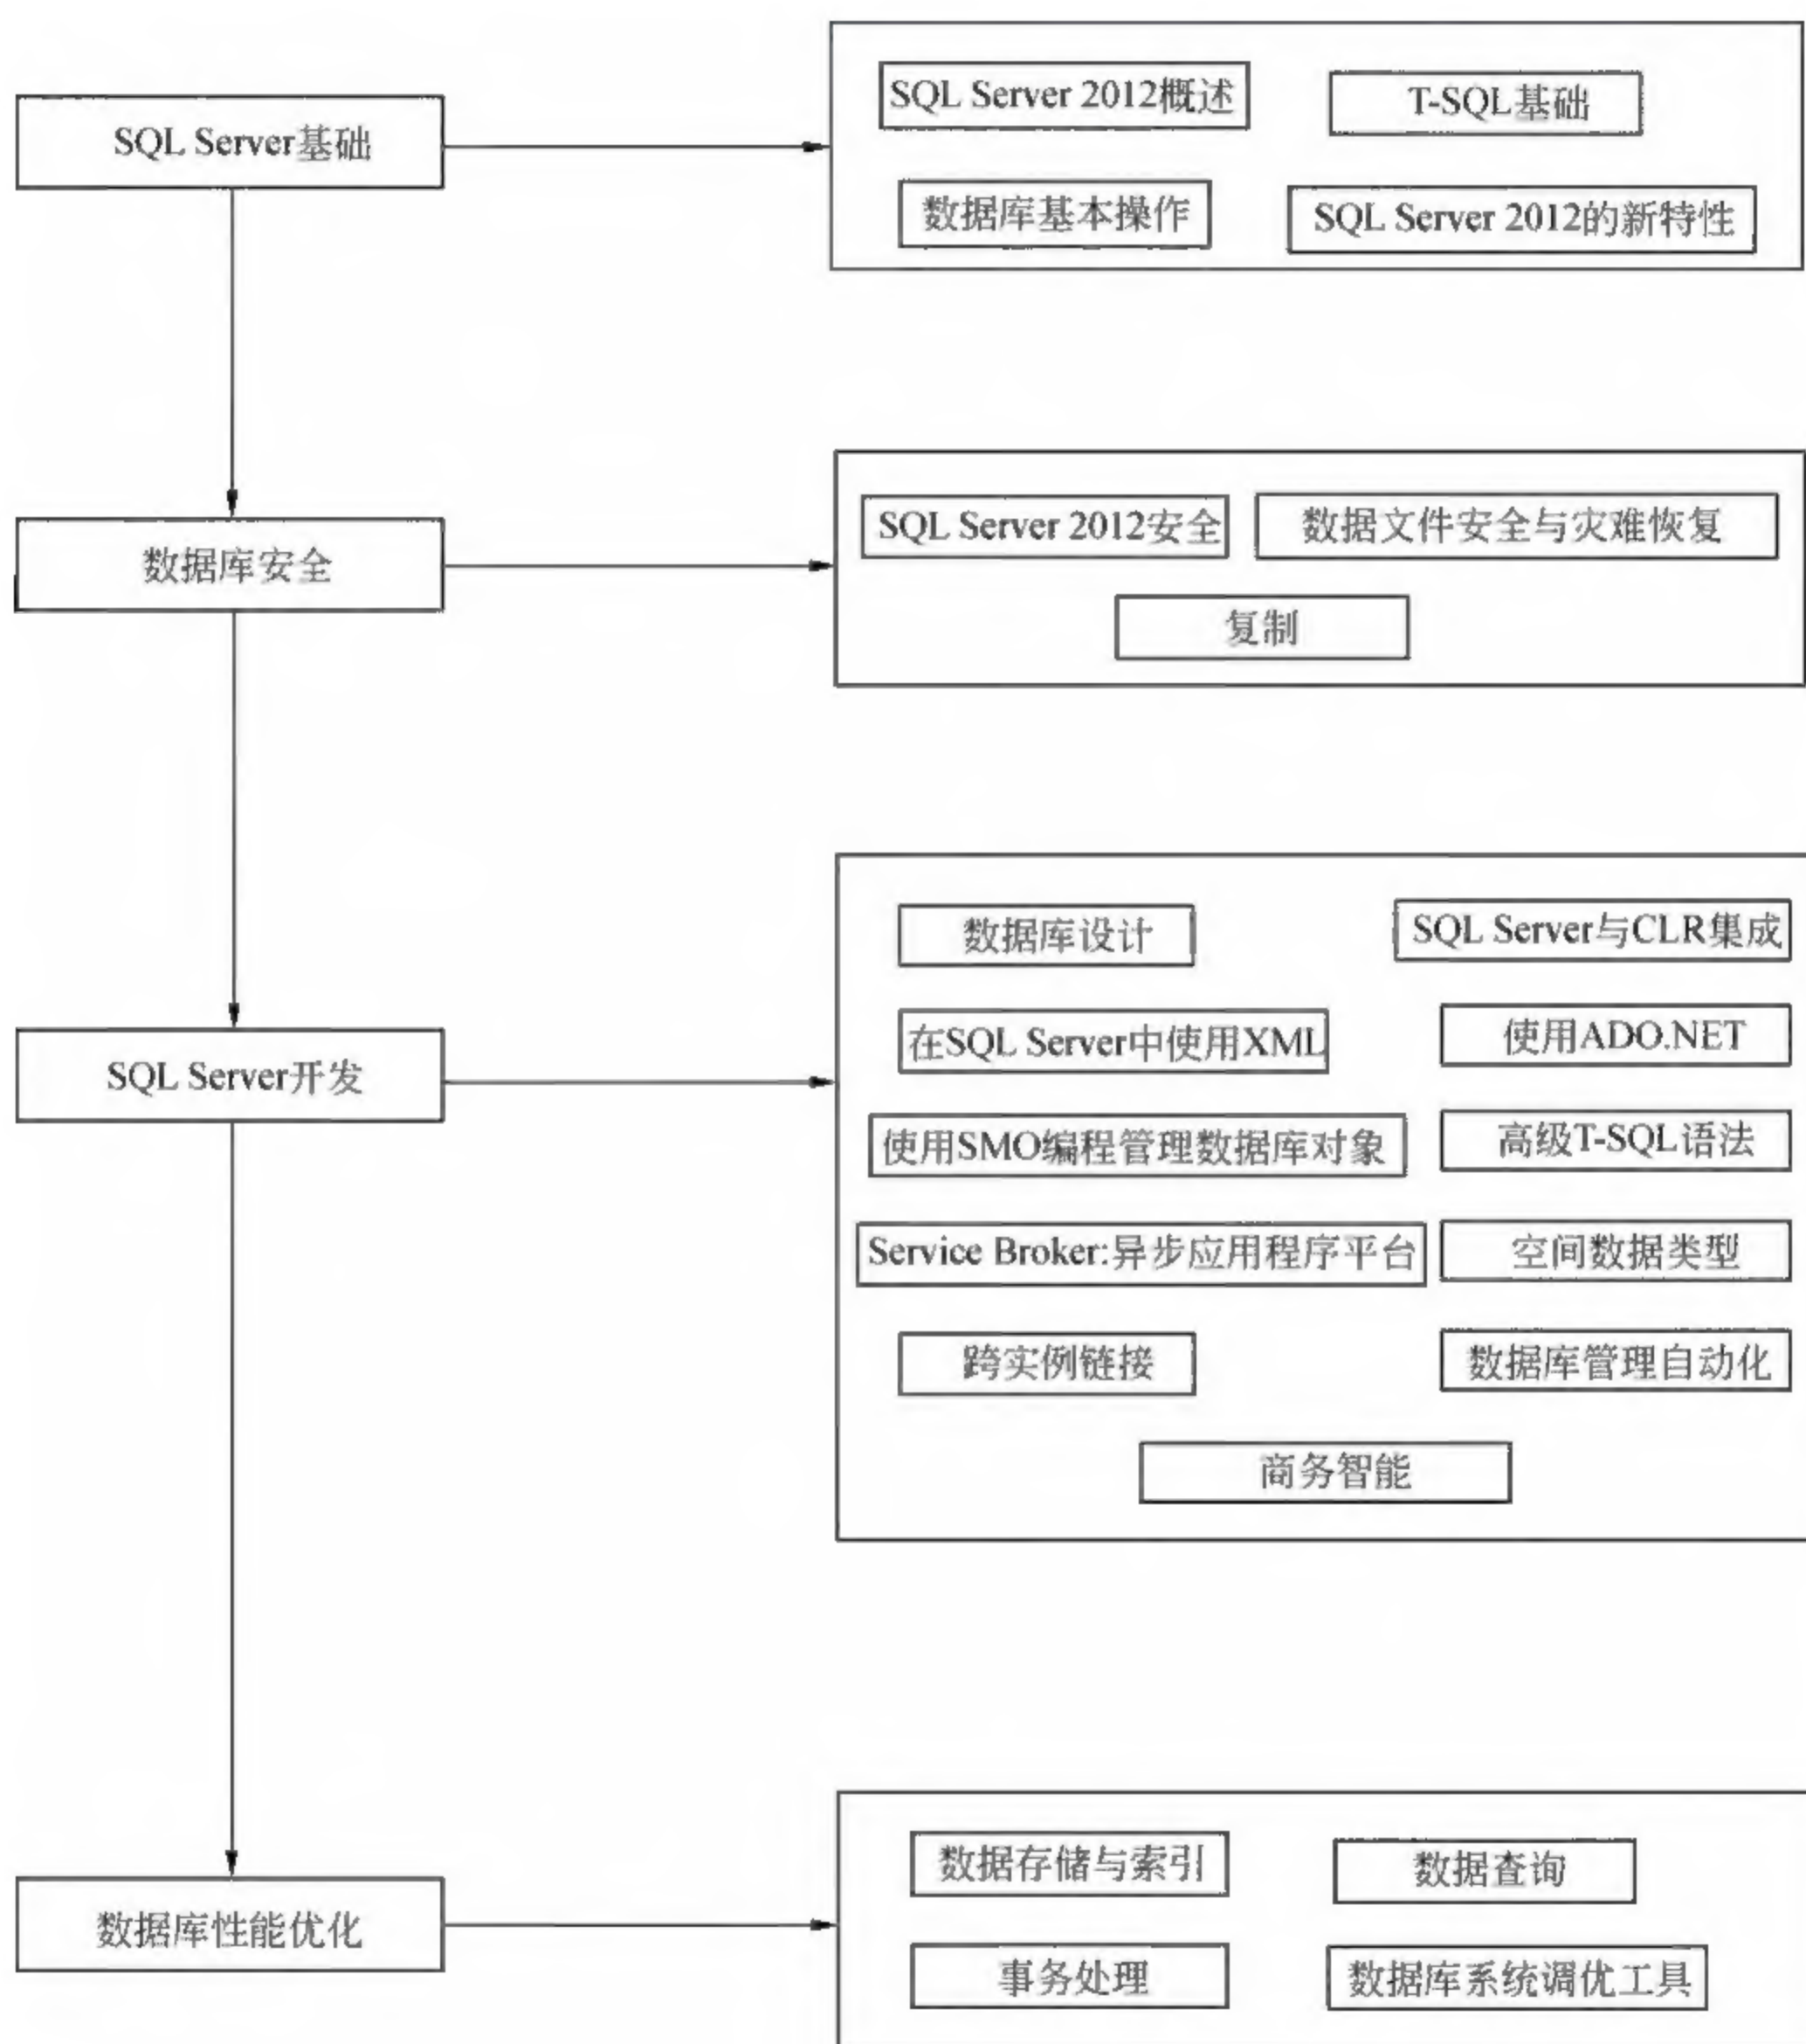 SQL Server基础
SQL Server 2012概述
T-SQL基础
数据库基本操作
SQL Server 2012的新特性
数据库安全
SQL Server 2012安全
数据文件安全与灾难恢复
复制
SQL Server开发
数据库设计
SQL Server与CLR集成
在SQL Server中使用XML
使用ADO.NET
使用SMO编程管理数据库对象
高级T-SQL语法
Service Broker:异步应用程序平台
空间数据类型
跨实例链接
数据库管理自动化
商务智能
数据库性能优化
数据存储与索引
数据查询
事务处理
数据库系统调优工具